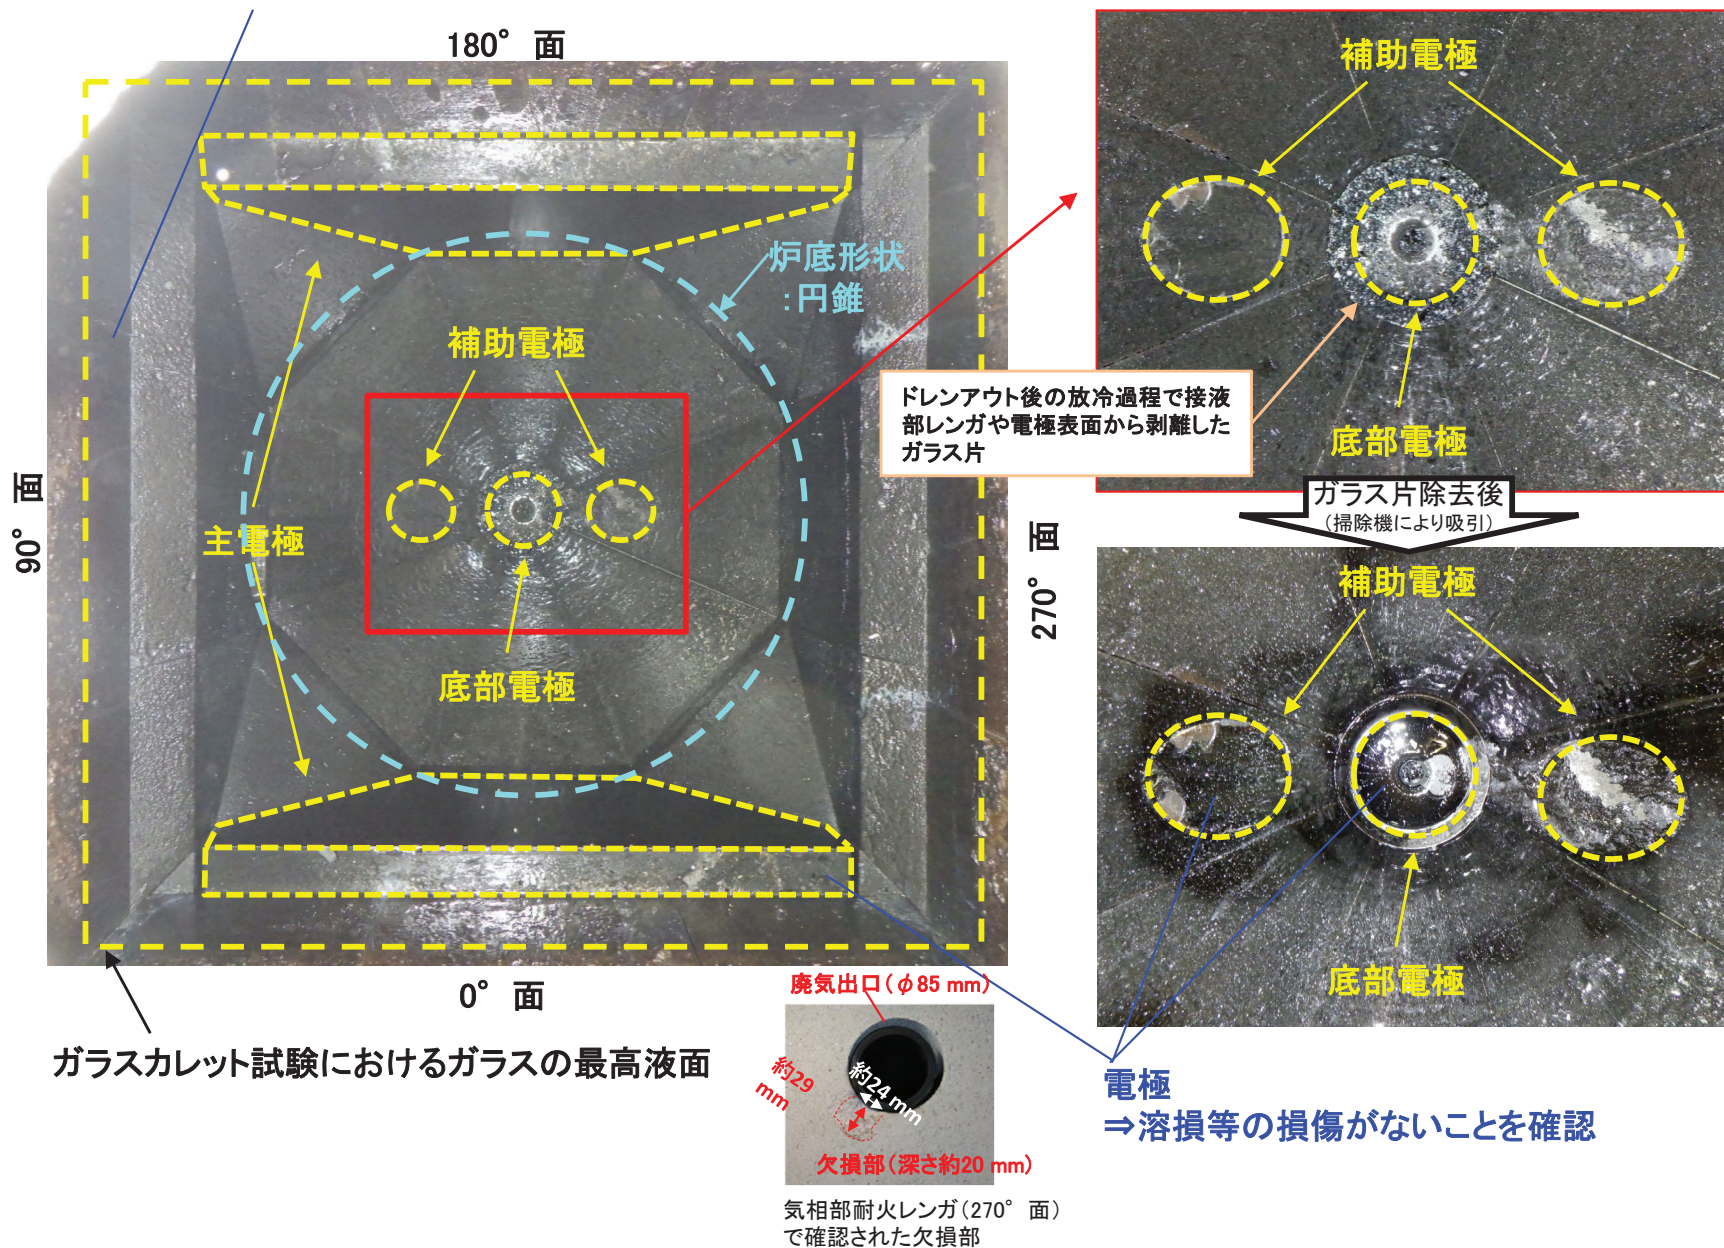 180° 面
炉底形状
：円錐
補助電極
主電極
底部電極
90° 面
270° 面
0° 面
ガラスカレット試験におけるガラスの最高液面
補助電極
ドレンアウト後の放冷過程で接液
部レンガや電極表面から剥離した
ガラス片
底部電極
ガラス片除去後
（掃除機により吸引）
補助電極
底部電極
電極
⇒溶損等の損傷がないことを確認
廃気出口（φ85 mm）
約29
mm
約24 mm
欠損部（深さ約20 mm）
気相部耐火レンガ（270° 面）
で確認された欠損部